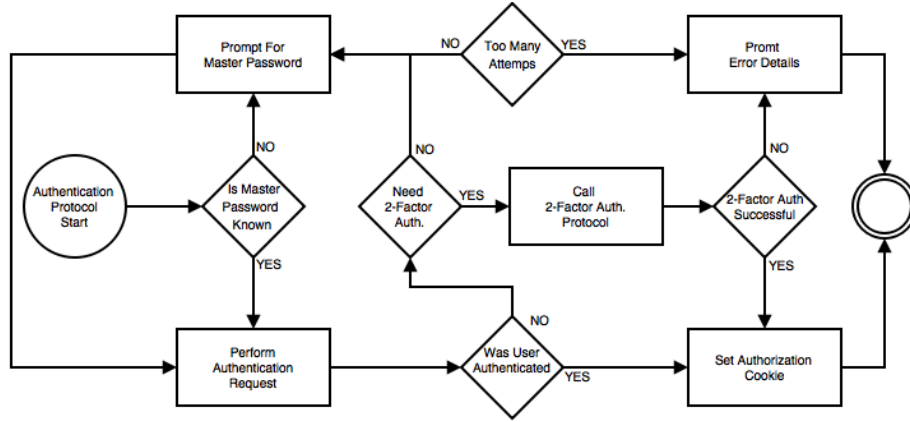 Prompt For
Master Password
NO
Too Many
Attemps
YES
Promt
Error Details
NO
NO
NO
Authentication
Protocol
Start
Is Master
Password
Known
Need
2-Factor
Auth.
YES
Call
2-Factor Auth.
Protocol
2-Factor Auth
Successful
YES
YES
NO
Perform
Authentication
Request
Was User
Authenticated
YES
Set Authorization
Cookie